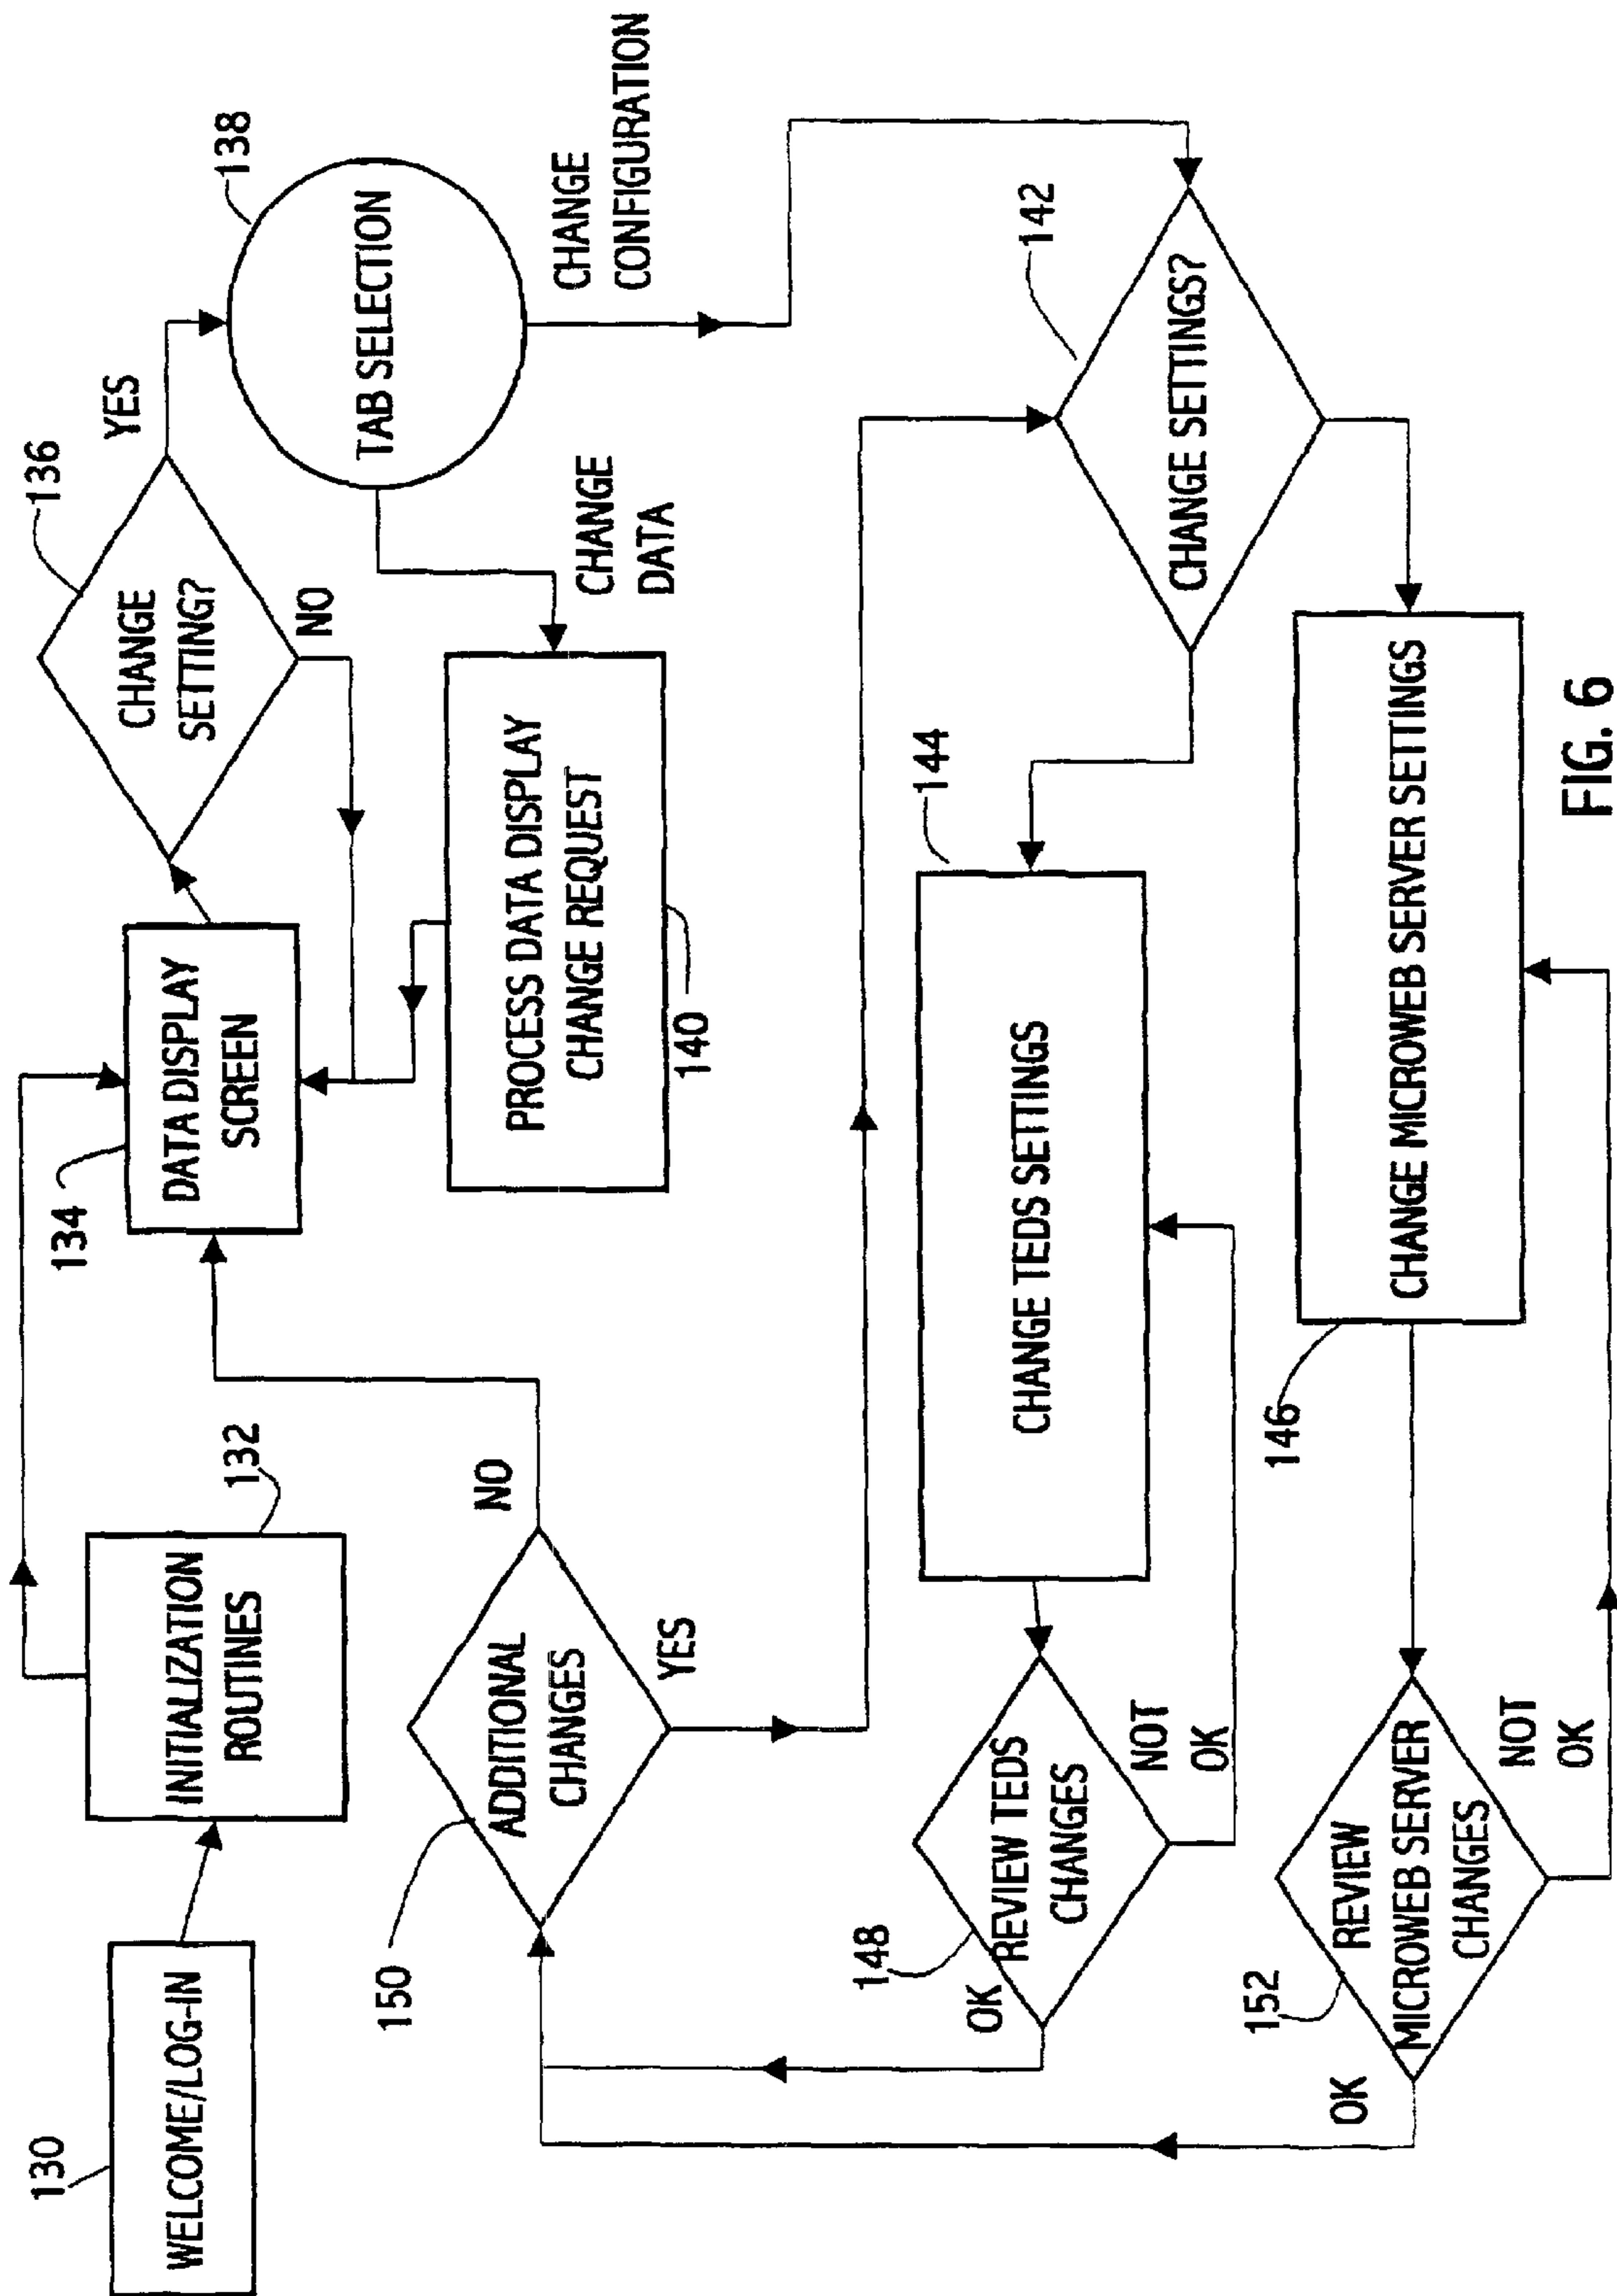 130
WELCOME/LOG-IN
INITIALIZATION
ROUTINES
132
134
DATA DISPLAY
SCREEN
136
CHANGE
SETTING?
YES
NO
138
TAB SELECTION
CHANGE
DATA
CHANGE
CONFIGURATION
PROCESS DATA DISPLAY
CHANGE REQUEST
140
150
ADDITIONAL
CHANGES
NO
YES
142
CHANGE SETTINGS?
144
CHANGE TEDS SETTINGS
148
REVIEW TEDS
CHANGES
OK
NOT
OK
146
CHANGE MICROWEB SERVER SETTINGS
152
REVIEW
MICROWEB SERVER
CHANGES
OK
NOT
OK
FIG. 6